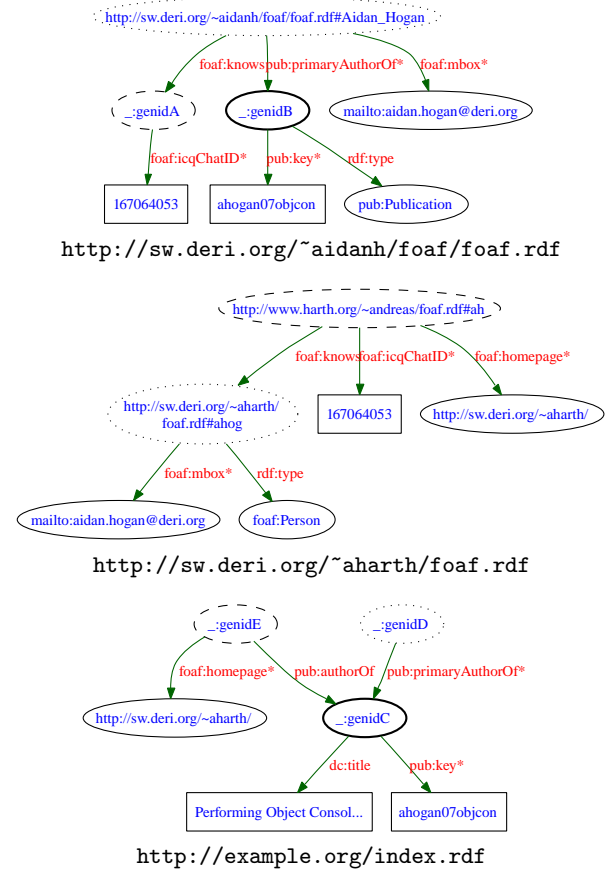 http://sw.deri.org/~aidanh/foaf/foaf.rdf#Aidan_Hogan
foaf:knows pub:primaryAuthorOf* foaf:mbox*
_:genidA _:genidB mailto:aidan.hogan@deri.org
foaf:icqChatID* pub:key* rdf:type
167064053 ahogan07objcon pub:Publication
http://sw.deri.org/~aidanh/foaf/foaf.rdf
http://www.harth.org/~andreas/foaf.rdf#ah
foaf:knows foaf:icqChatID* foaf:homepage*
http://sw.deri.org/~aharth/
foaf.rdf#ahog
167064053 http://sw.deri.org/~aharth/
foaf:mbox* rdf:type
mailto:aidan.hogan@deri.org foaf:Person
http://sw.deri.org/~aharth/foaf.rdf
_:genidE _:genidD
foaf:homepage* pub:authorOf pub:primaryAuthorOf*
http://sw.deri.org/~aharth/ _:genidC
dc:title pub:key*
Performing Object Consol... ahogan07objcon
http://example.org/index.rdf